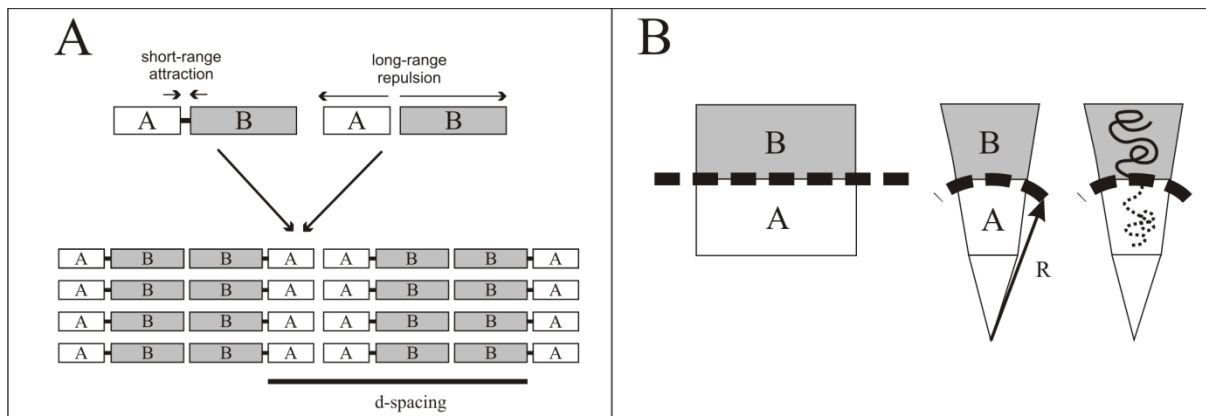 A
short-range
attraction
long-range
repulsion
A B A B
A B B A A B B A
A B B A A B B A
A B B A A B B A
A B B A A B B A
d-spacing
B
B
A
B
A
R